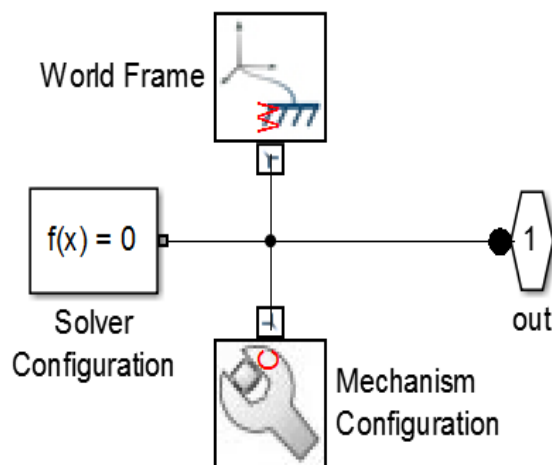 World Frame
W
f(x) = 0
1
Solver
Configuration
out
C
Mechanism
Configuration